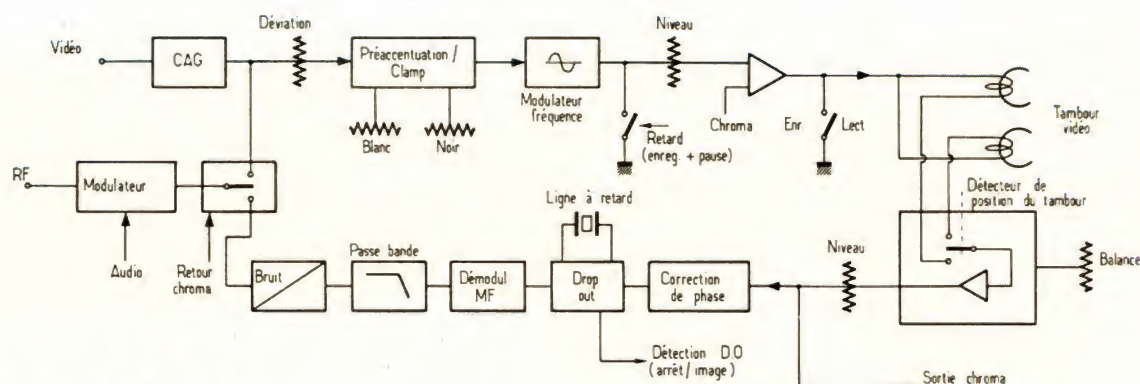 Vidéo
CAG
Déviation
Préaccentuation /
Clamp
Blanc
Noir
Modulateur
fréquence
Niveau
Retard
(enreg. + pause)
Chroma
Enr
Lect
Tambour
vidéo
RF
Modulateur
Audio
Retour
chroma
Bruit
Passe bande
Démodul
MF
Ligne à retard
Drop
out
Détection D.O
(arrêt/image)
Correction
de phase
Niveau
Détecteur de
position du tambour
Balance
Sortie chroma